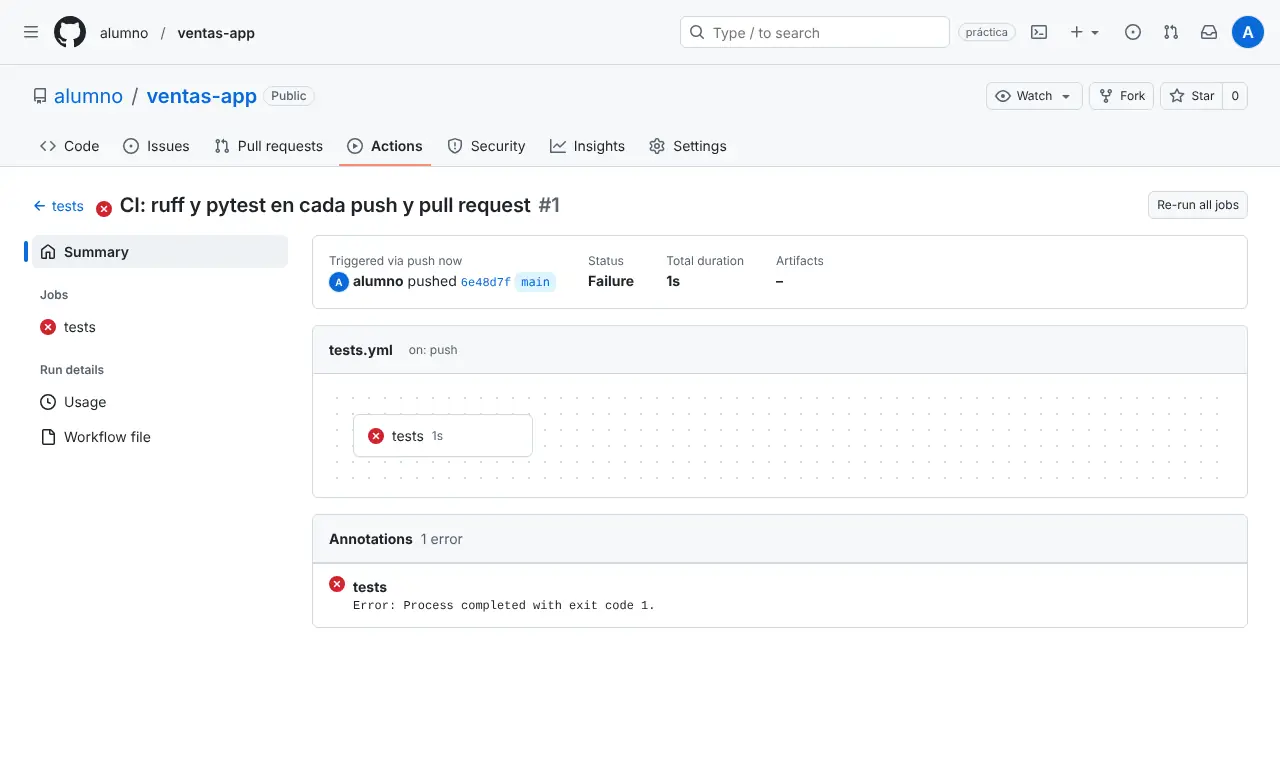 alumno / ventas-app
Type / to search
práctica
A
alumno / ventas-app Public
Watch
Fork
Star 0
Code
Issues
Pull requests
Actions
Security
Insights
Settings
tests
CI: ruff y pytest en cada push y pull request #1
Re-run all jobs
Summary
Jobs
tests
Run details
Usage
Workflow file
Triggered via push now
A alumno pushed 6e48d7f main
Status
Failure
Total duration
1s
Artifacts
–
tests.yml on: push
tests 1s
Annotations 1 error
tests
Error: Process completed with exit code 1.